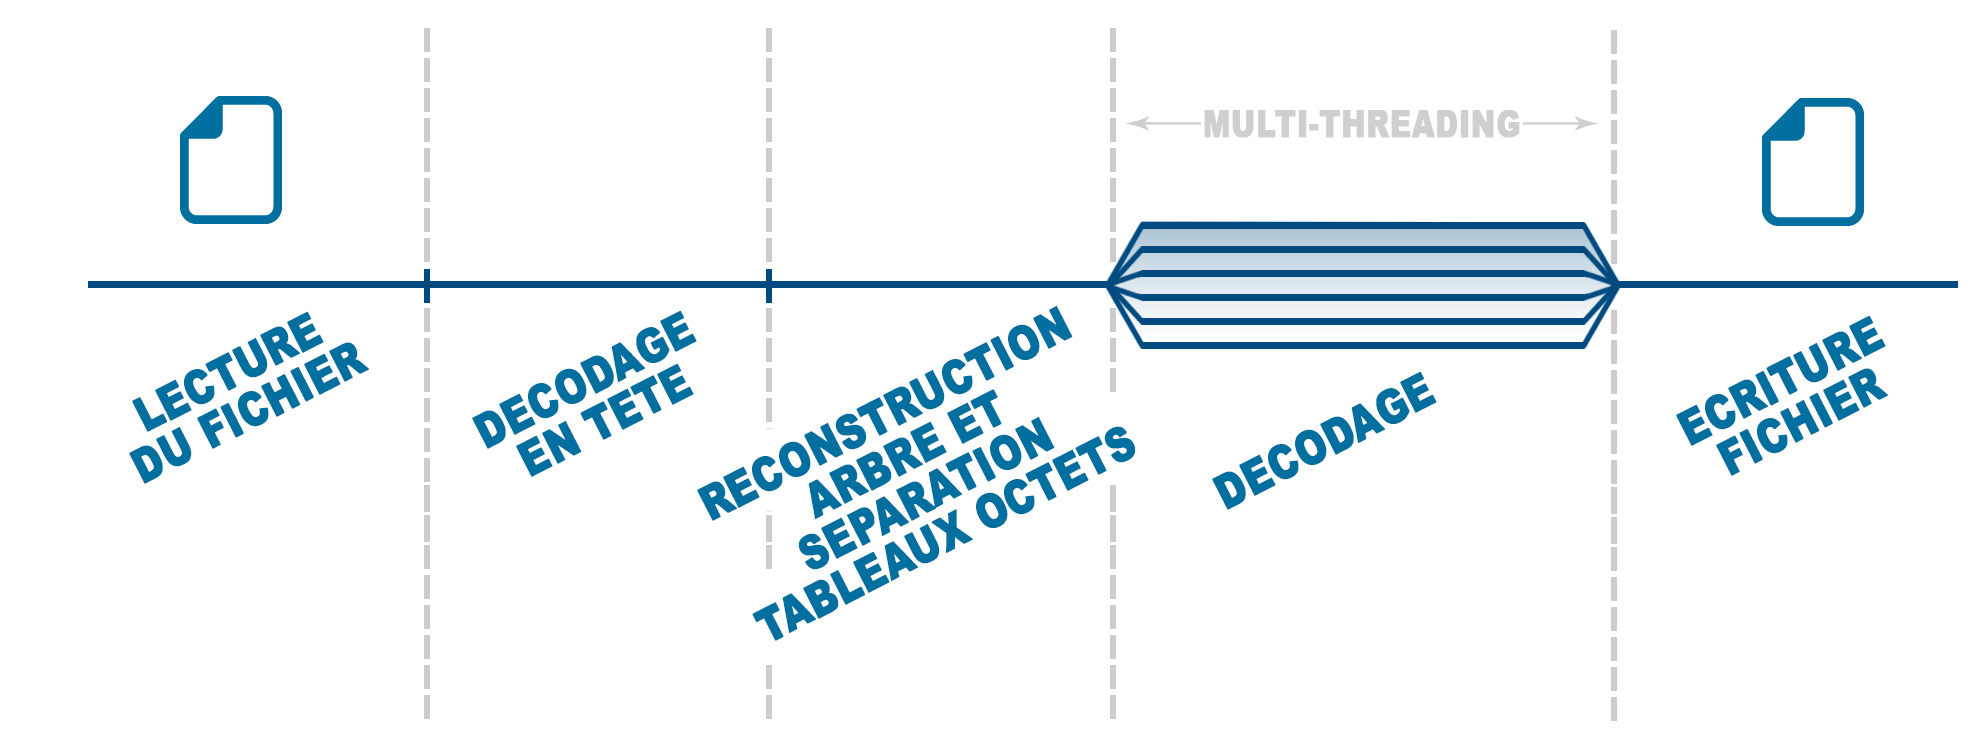 MULTI-THREADING
LECTURE
DU FICHIER
DECODAGE
EN TETE
RECONSTRUCTION
ARBRE ET
SEPARATION
TABLEAUX OCTETS
DECODAGE
ECRITURE
FICHIER